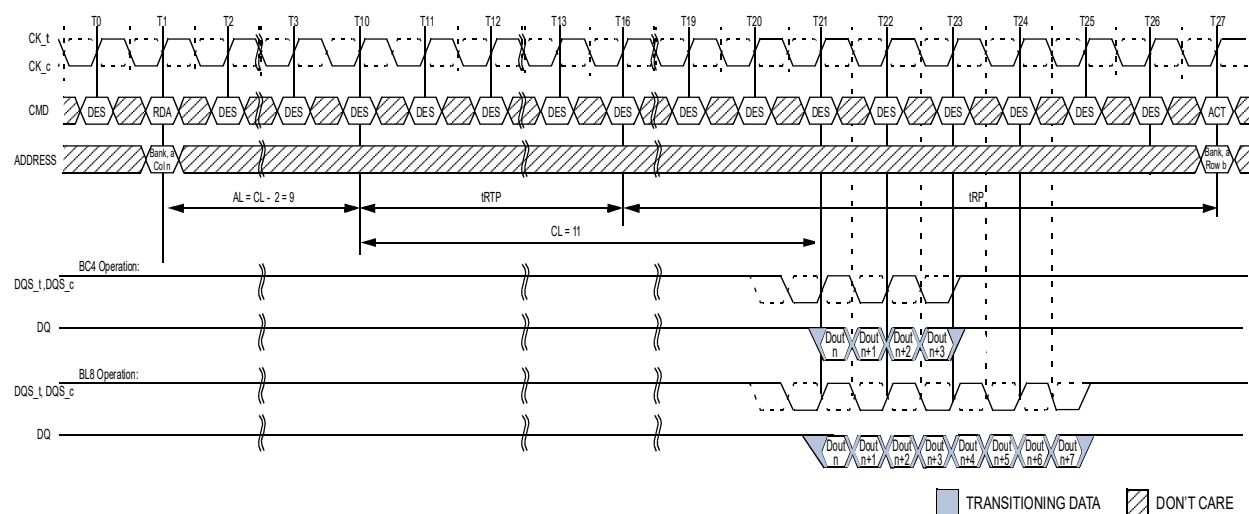 T0 T1 T2 T3 T10 T11 T12 T13 T16 T19 T20 T21 T22 T23 T24 T25 T26 T27
CK_t
CK_c
CMD DES RDA DES DES DES DES DES DES DES DES DES DES DES DES DES DES DES ACT
ADDRESS
Bank, a
Col n
Bank, a
Row b
AL = CL - 2 = 9 tRTP tRP
CL = 11
BC4 Operation:
DQS_t ,DQS_c
DQ
Dout n Dout n+1 Dout n+2 Dout n+3
BL8 Operation:
DQS_t, DQS_c
DQ
Dout n Dout n+1 Dout n+2 Dout n+3 Dout n+4 Dout n+5 Dout n+6 Dout n+7
TRANSITIONING DATA DON'T CARE